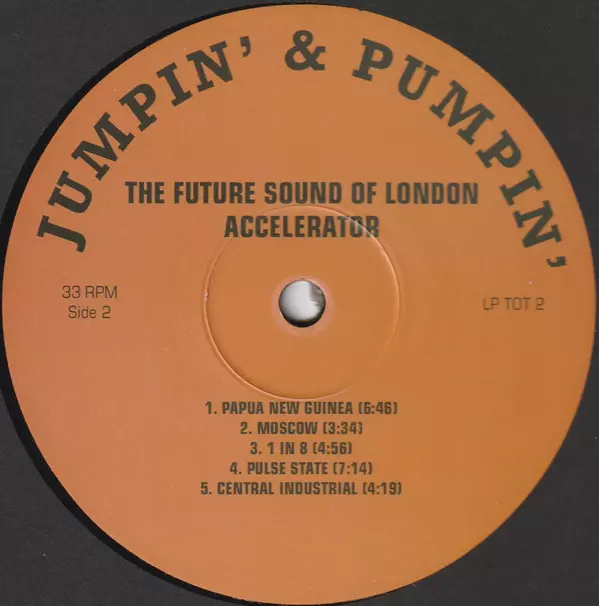 JUMPIN' & PUMPIN'
THE FUTURE SOUND OF LONDON
ACCELERATOR
33 RPM
Side 2
LP TOT 2
1. PAPUA NEW GUINEA (6:46)
2. MOSCOW (3:34)
3. 1 IN 8 (4:56)
4. PULSE STATE (7:14)
5. CENTRAL INDUSTRIAL (4:19)